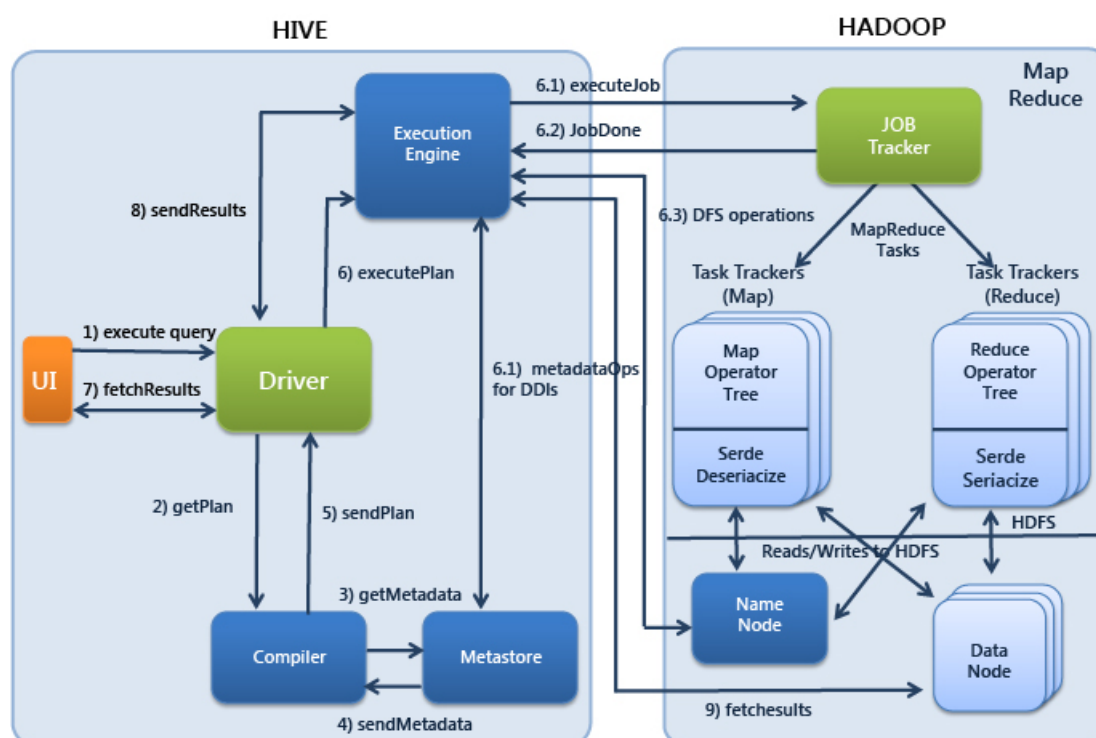 HIVE
HADOOP
Map
Reduce
6.1) executeJob
Execution
Engine
6.2) JobDone
JOB
Tracker
8) sendResults
6.3) DFS operations
MapReduce
Tasks
6) executePlan
Task Trackers
(Map)
Task Trackers
(Reduce)
1) execute query
UI
Driver
7) fetchResults
6.1) metadataOps
for DDIs
Map
Operator
Tree
Reduce
Operator
Tree
Serde
Deseriacize
Serde
Seriacize
2) getPlan
5) sendPlan
HDFS
Reads/Writes to HDFS
3) getMetadata
Name
Node
Compiler
Metastore
Data
Node
4) sendMetadata
9) fetchesults